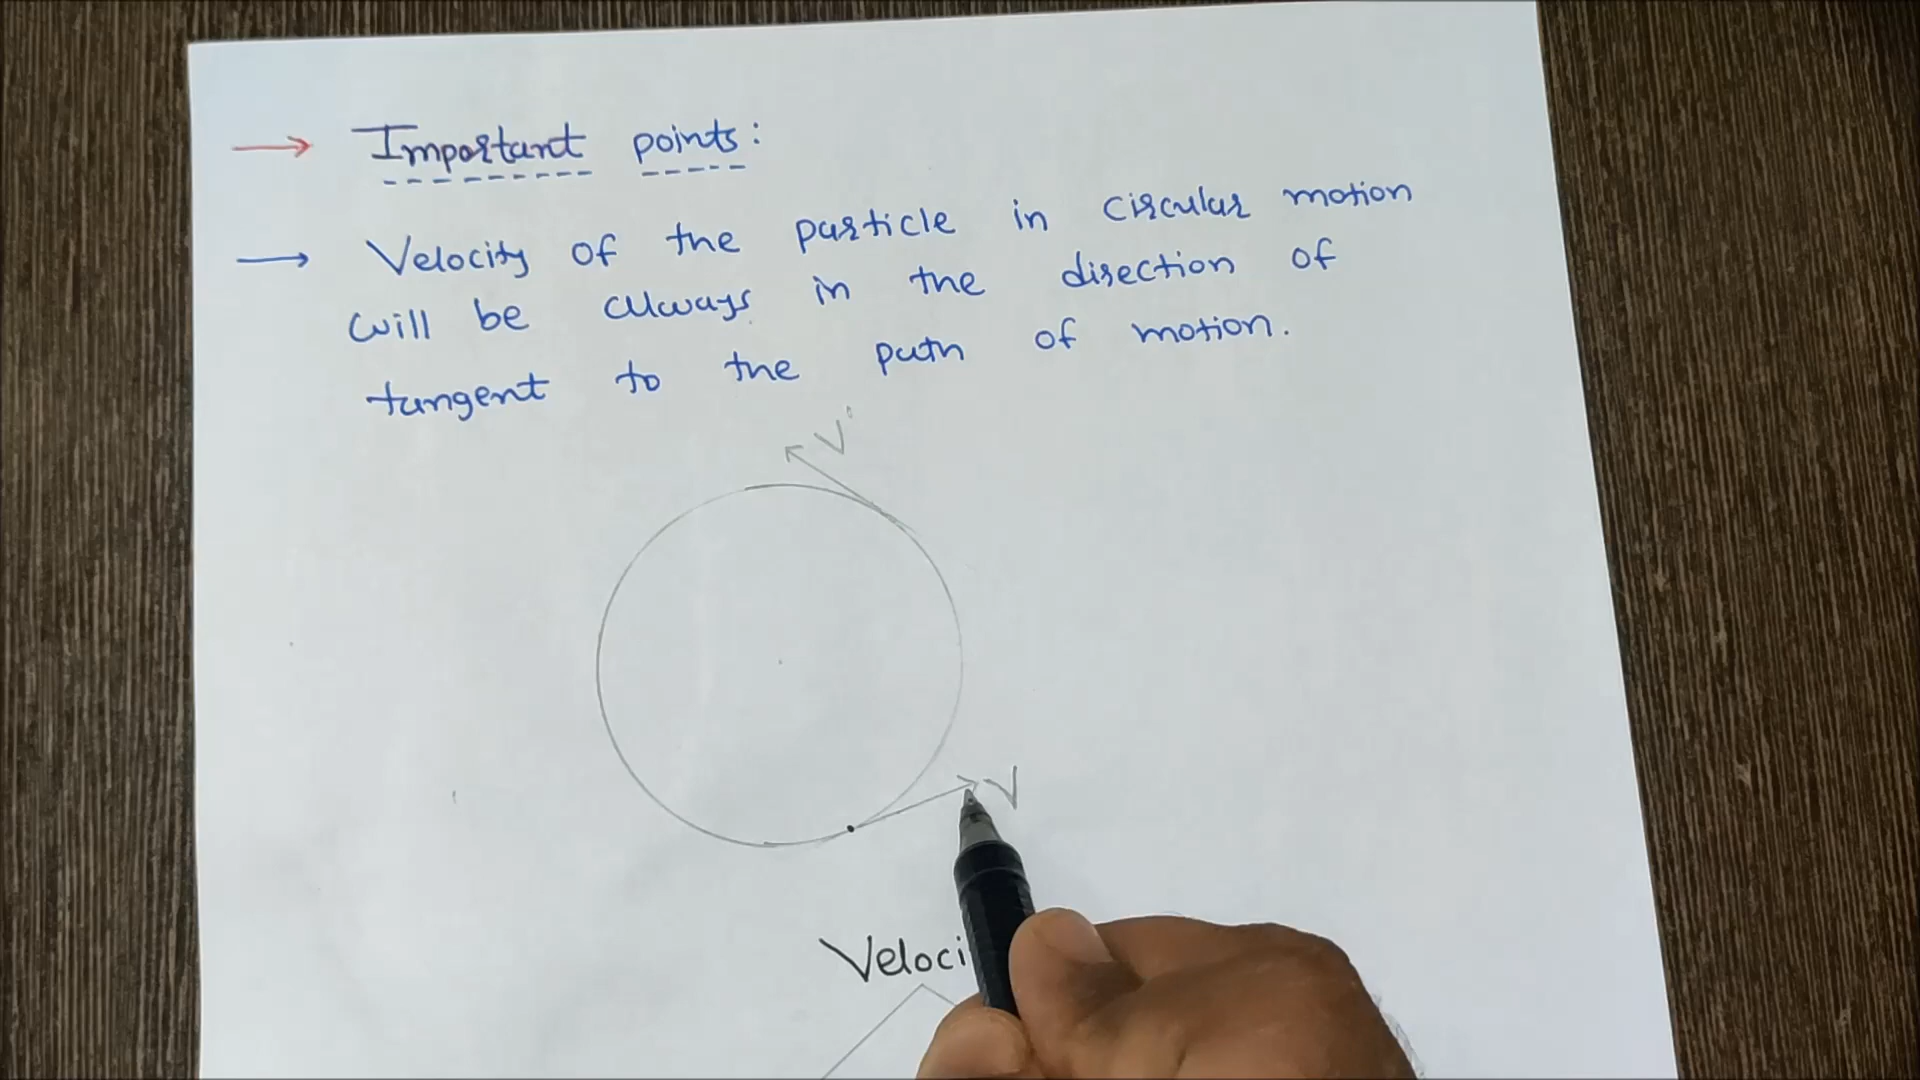 → Important points:
→ Velocity of the particle in circular motion
will be always in the direction of
tangent to the path of motion.
V'
V
Veloci